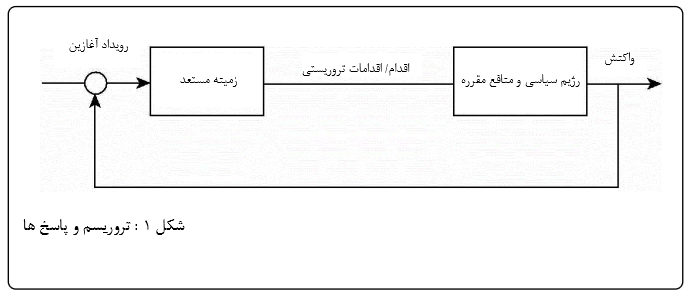 رویداد آغازین
زمینه مستعد
اقدام/ اقدامات تروریستی
رژیم سیاسی و منافع مقرره
واکنش
شکل ۱ : تروریسم و پاسخ ها